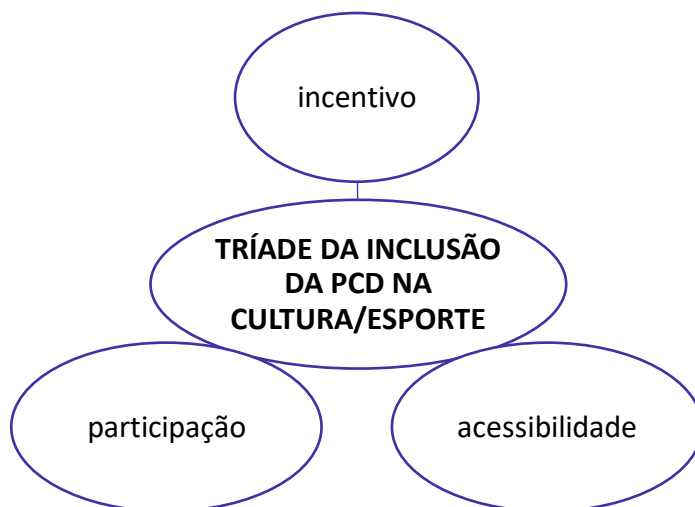 incentivo
TRÍADE DA INCLUSÃO
DA PCD NA
CULTURA/ESPORTE
participação
acessibilidade